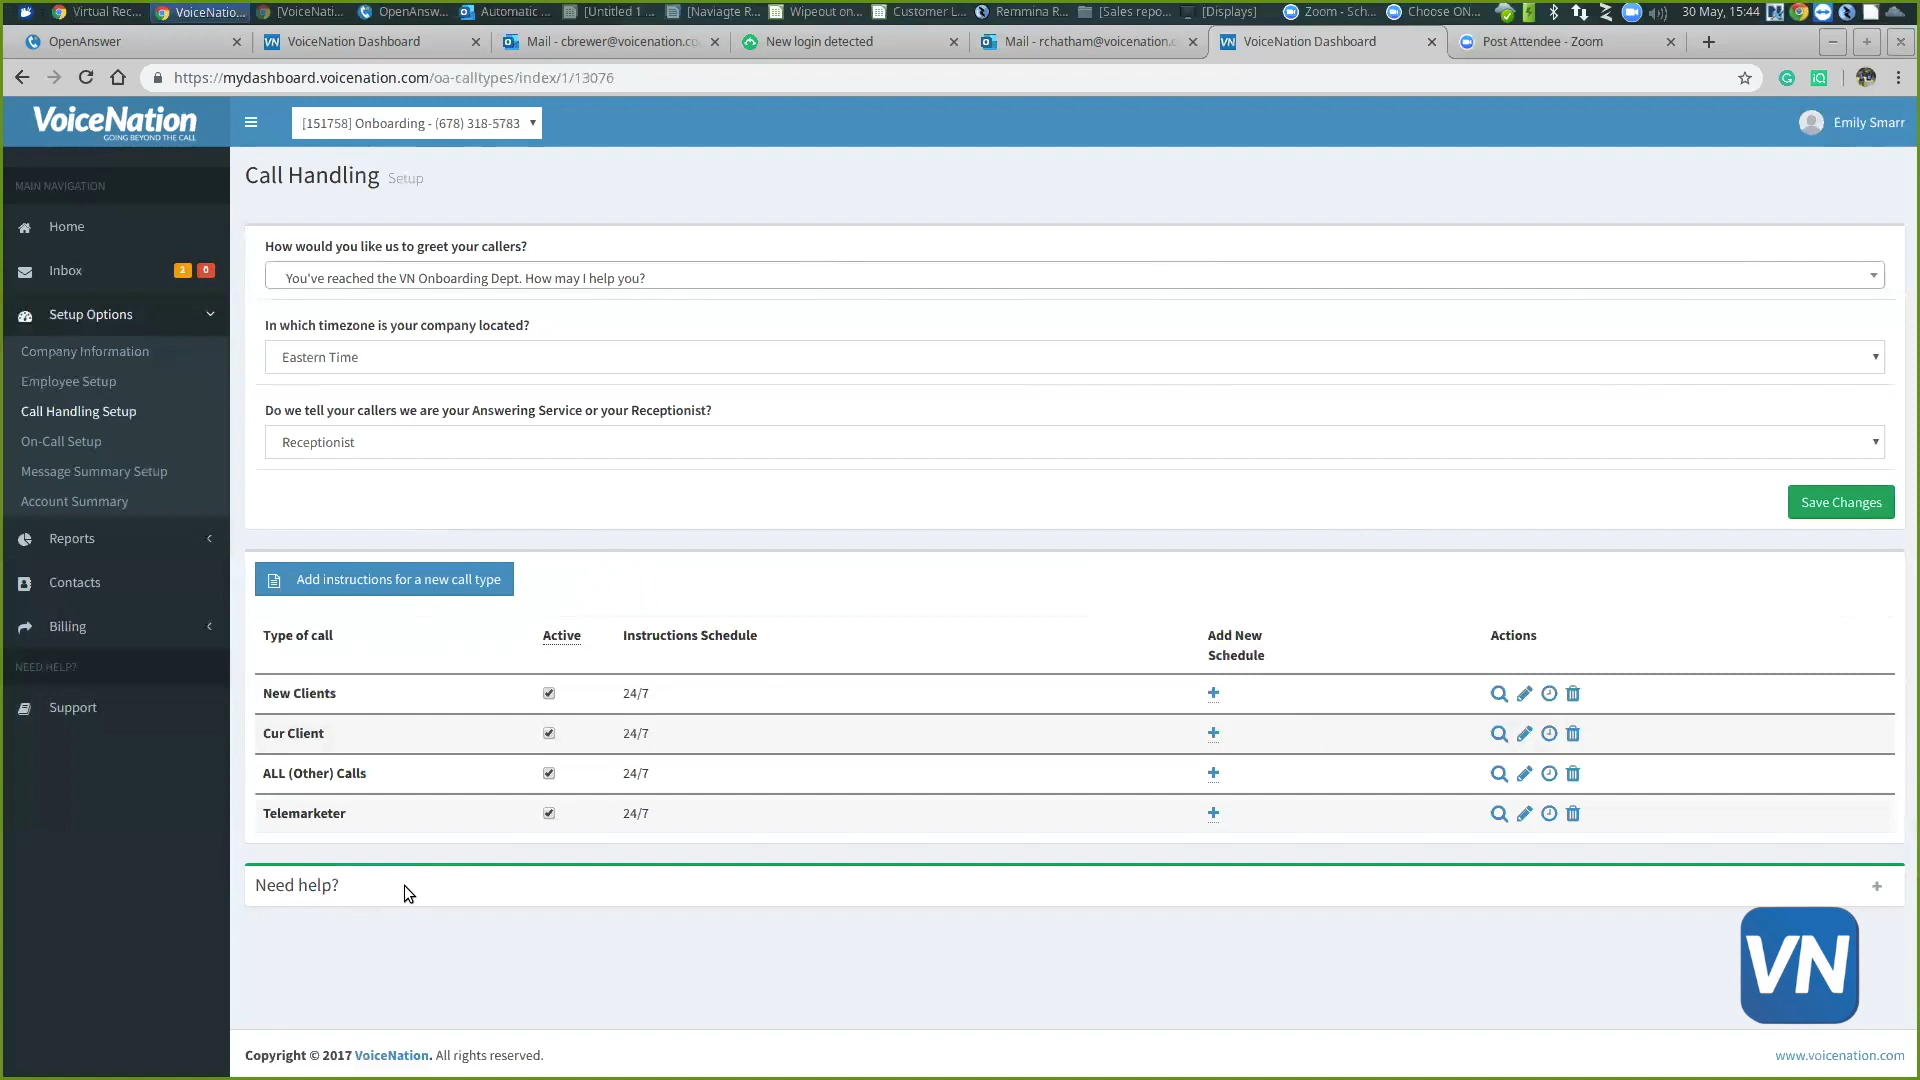 Virtual Rec...
VoiceNatio...
[VoiceNati...
OpenAnsw...
Automatic ...
[Untitled 1 ...
[Naviagte R...
Wipeout on...
Customer L...
Remmina R...
[Sales repo...
[Displays]
Zoom - Sch...
Choose ON...
30 May, 15:44
OpenAnswer
VoiceNation Dashboard
Mail - cbrewer@voicenation.co
New login detected
Mail - rchatham@voicenation.c
VoiceNation Dashboard
Post Attendee - Zoom
https://mydashboard.voicenation.com/oa-calltypes/index/1/13076
VoiceNation
GOING BEYOND THE CALL
[151758] Onboarding - (678) 318-5783
Emily Smarr
MAIN NAVIGATION
Home
Inbox 2 0
Setup Options
Company Information
Employee Setup
Call Handling Setup
On-Call Setup
Message Summary Setup
Account Summary
Reports
Contacts
Billing
NEED HELP?
Support
Call Handling Setup
How would you like us to greet your callers?
You've reached the VN Onboarding Dept. How may I help you?
In which timezone is your company located?
Eastern Time
Do we tell your callers we are your Answering Service or your Receptionist?
Receptionist
Save Changes
Add instructions for a new call type
Type of call Active Instructions Schedule Add New Schedule Actions
New Clients 24/7
Cur Client 24/7
ALL (Other) Calls 24/7
Telemarketer 24/7
Need help?
VN
Copyright © 2017 VoiceNation. All rights reserved.
www.voicenation.com